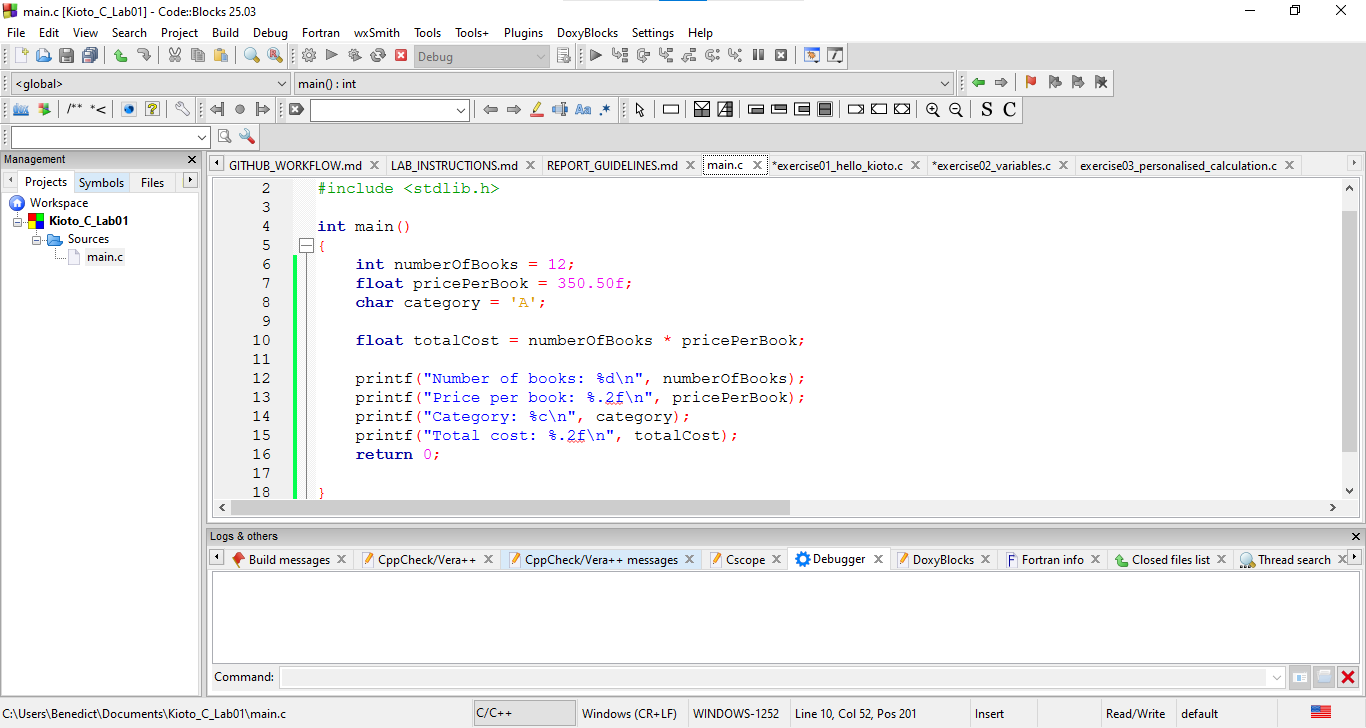 main.c [Kioto_C_Lab01] - Code::Blocks 25.03
File Edit View Search Project Build Debug Fortran wxSmith Tools Tools+ Plugins DoxyBlocks Settings Help
Debug
<global> main() : int
/** *< Aa .* S C
Management
Projects Symbols Files
Workspace
Kioto_C_Lab01
Sources
main.c
GITHUB_WORKFLOW.md LAB_INSTRUCTIONS.md REPORT_GUIDELINES.md main.c *exercise01_hello_kioto.c *exercise02_variables.c exercise03_personalised_calculation.c
2 #include <stdlib.h>
3
4 int main()
5 {
6 int numberOfBooks = 12;
7 float pricePerBook = 350.50f;
8 char category = 'A';
9
10 float totalCost = numberOfBooks * pricePerBook;
11
12 printf("Number of books: %d\n", numberOfBooks);
13 printf("Price per book: %.2f\n", pricePerBook);
14 printf("Category: %c\n", category);
15 printf("Total cost: %.2f\n", totalCost);
16 return 0;
17
18 }
Logs & others
Build messages CppCheck/Vera++ CppCheck/Vera++ messages Cscope Debugger DoxyBlocks Fortran info Closed files list Thread search
Command:
C:\Users\Benedict\Documents\Kioto_C_Lab01\main.c C/C++ Windows (CR+LF) WINDOWS-1252 Line 10, Col 52, Pos 201 Insert Read/Write default